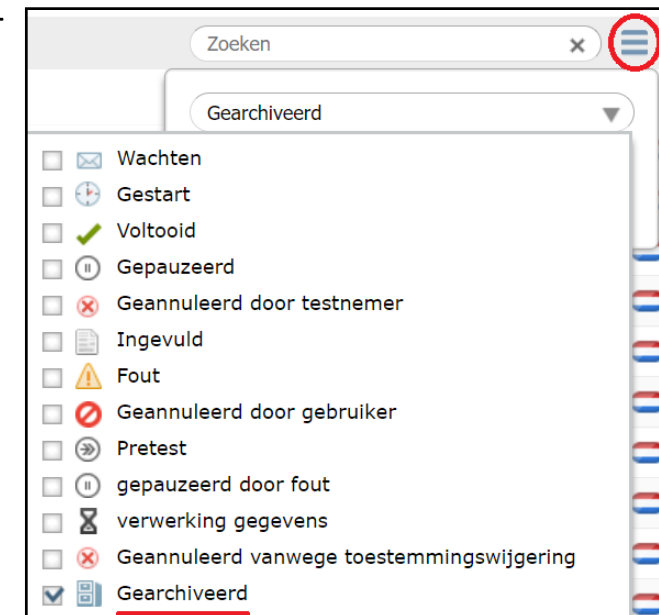 Zoeken
Gearchiveerd
Wachten
Gestart
Voltooid
Gepauzeerd
Geannuleerd door testnemer
Ingevuld
Fout
Geannuleerd door gebruiker
Pretest
gepauzeerd door fout
verwerking gegevens
Geannuleerd vanwege toestemmingswijgering
Gearchiveerd